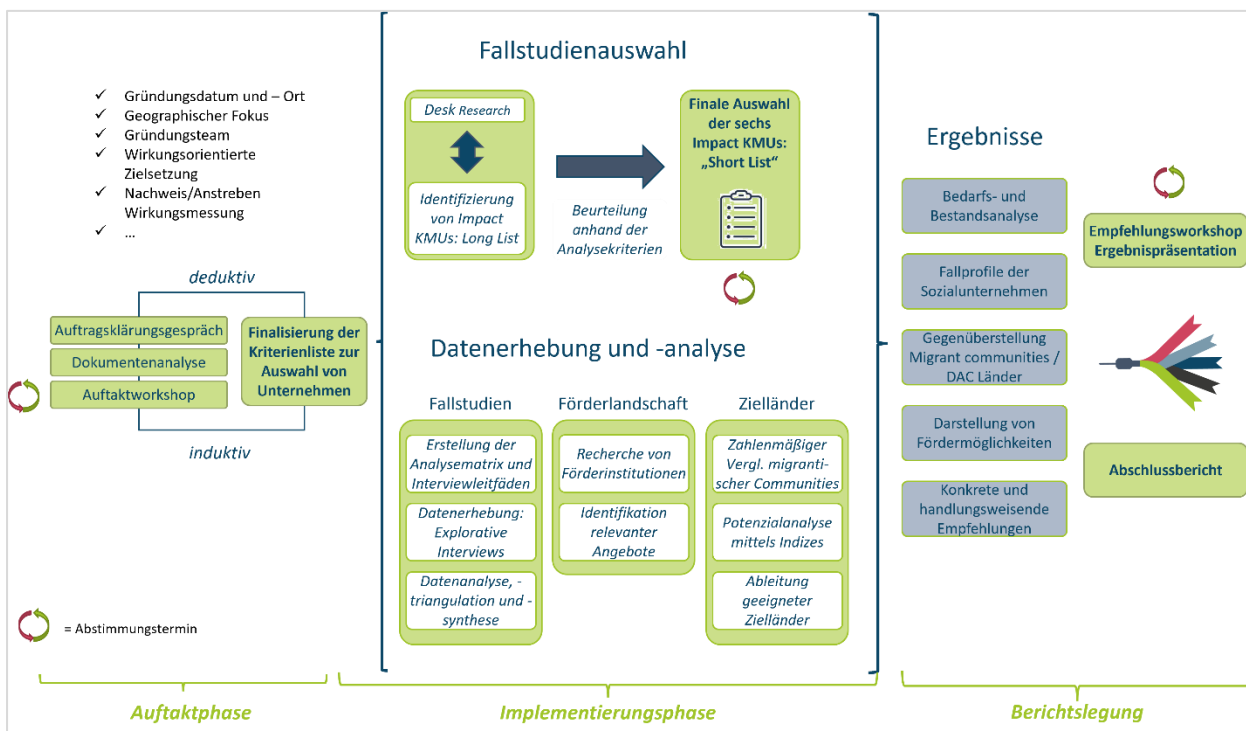 ✓ Gründungsdatum und – Ort
✓ Geographischer Fokus
✓ Gründungsteam
✓ Wirkungsorientierte
Zielsetzung
✓ Nachweis/Anstreben
Wirkungsmessung
✓ ...
deduktiv
Auftragsklärungsgespräch
Dokumentenanalyse
Auftaktworkshop
Finalisierung der
Kriterienliste zur
Auswahl von
Unternehmen
induktiv
= Abstimmungstermin
Fallstudienauswahl
Desk Research
Identifizierung
von Impact
KMUs: Long List
Beurteilung
anhand der
Analysekriterien
Finale Auswahl
der sechs
Impact KMUs:
„Short List“
Datenerhebung und -analyse
Fallstudien
Erstellung der
Analysematrix und
Interviewleitfäden
Datenerhebung:
Explorative
Interviews
Datenanalyse, -
triangulation und -
synthese
Förderlandschaft
Recherche von
Förderinstitutionen
Identifikation
relevanter
Angebote
Zielländer
Zahlenmäßiger
Vergl. migranti-
scher Communities
Potenzialanalyse
mittels Indizes
Ableitung
geeigneter
Zielländer
Ergebnisse
Bedarfs- und
Bestandsanalyse
Fallprofile der
Sozialunternehmen
Gegenüberstellung
Migrant communities /
DAC Länder
Darstellung von
Fördermöglichkeiten
Konkrete und
handlungsweisende
Empfehlungen
Empfehlungsworkshop
Ergebnispräsentation
Abschlussbericht
Auftaktphase
Implementierungsphase
Berichtslegung